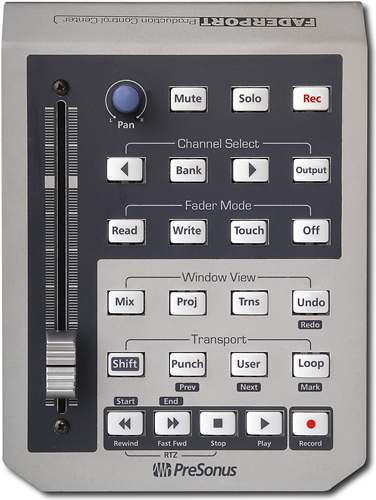 FADERPORT Production Control Center
Mute Solo Rec
L R
Pan
Channel Select
Bank Output
Fader Mode
Read Write Touch Off
Window View
Mix Proj Trns Undo
Redo
Transport
Shift Punch User Loop
Prev Next Mark
Start End
Rewind Fast Fwd Stop Play Record
RTZ
PreSonus